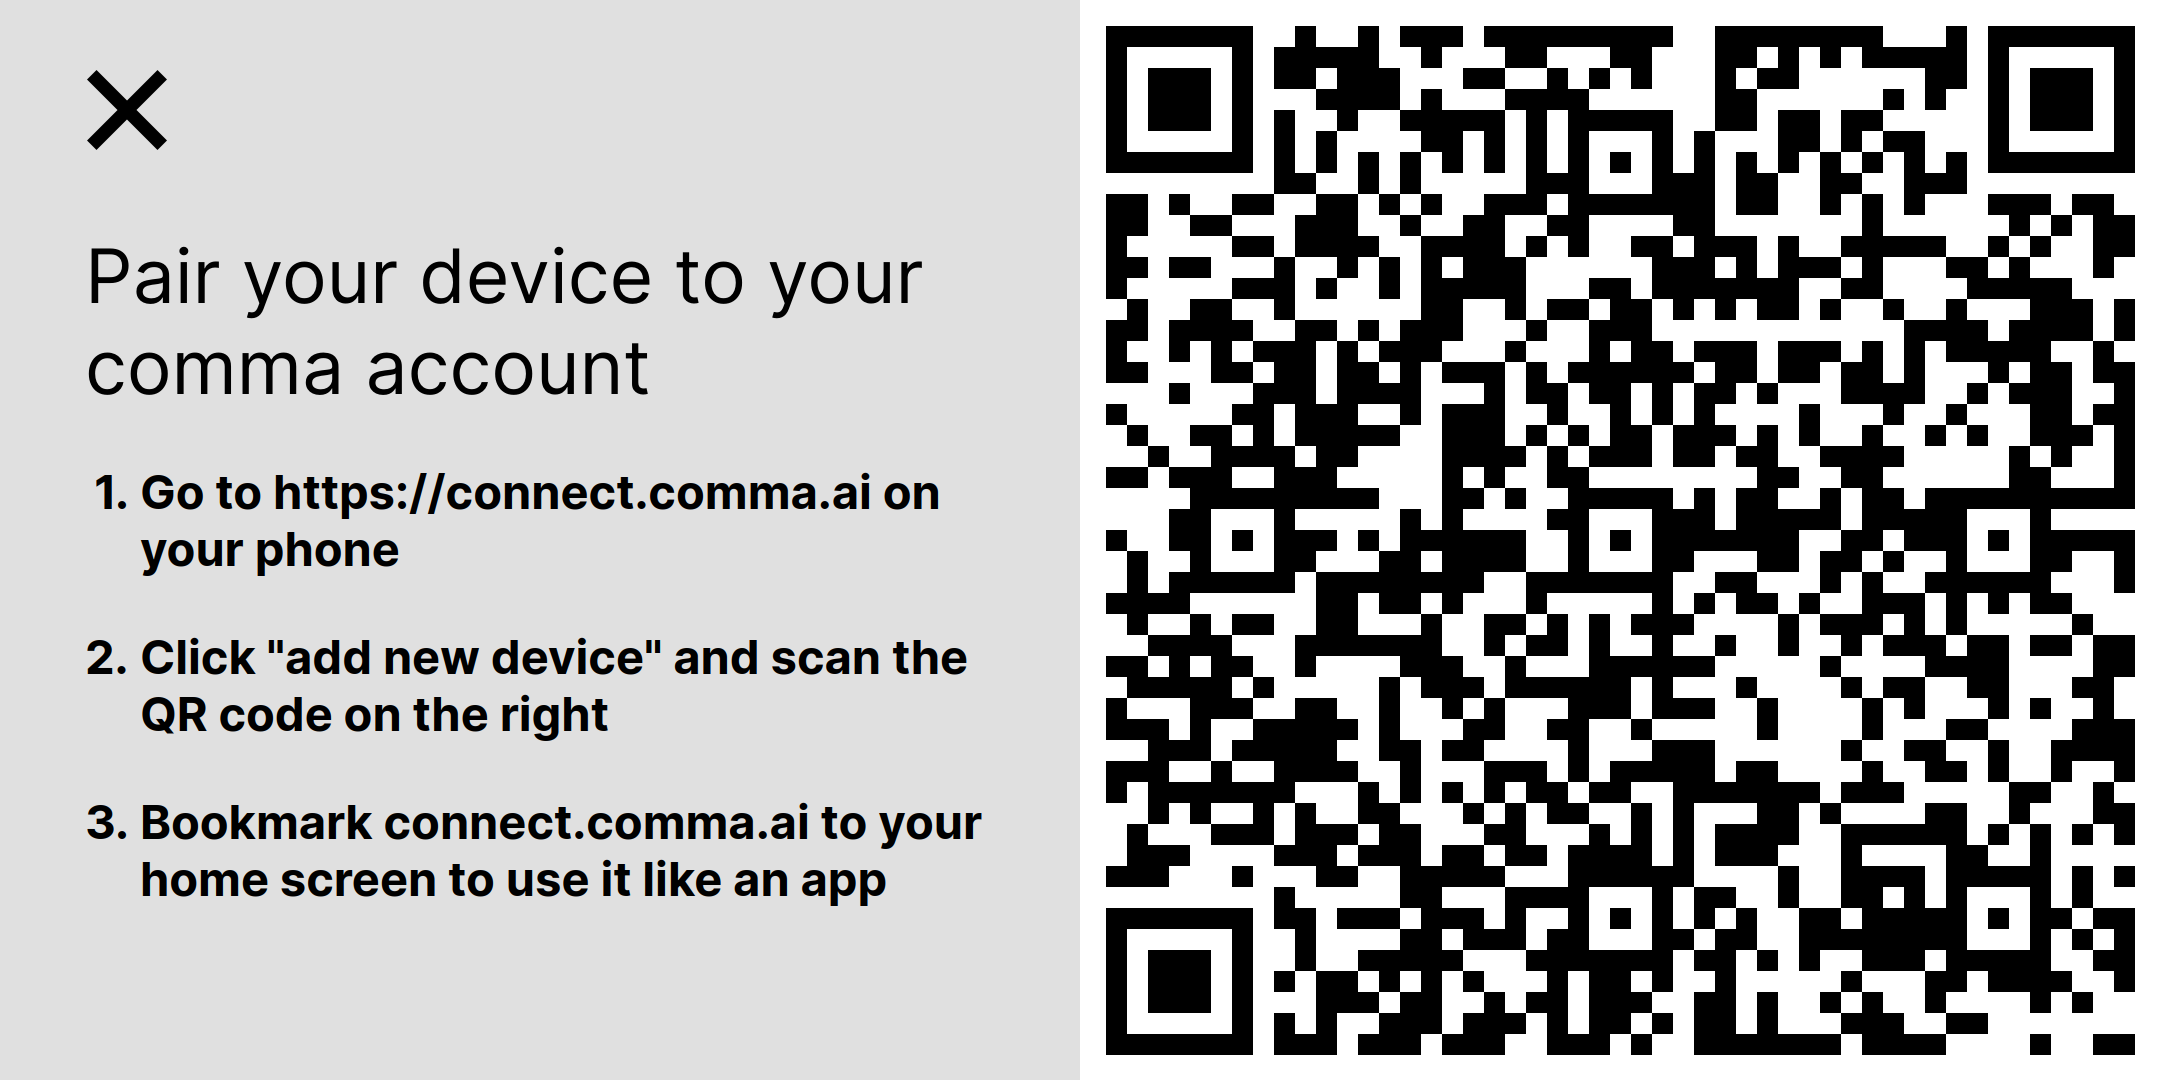 Pair your device to your
comma account
1. Go to https://connect.comma.ai on
your phone
2. Click "add new device" and scan the
QR code on the right
3. Bookmark connect.comma.ai to your
home screen to use it like an app